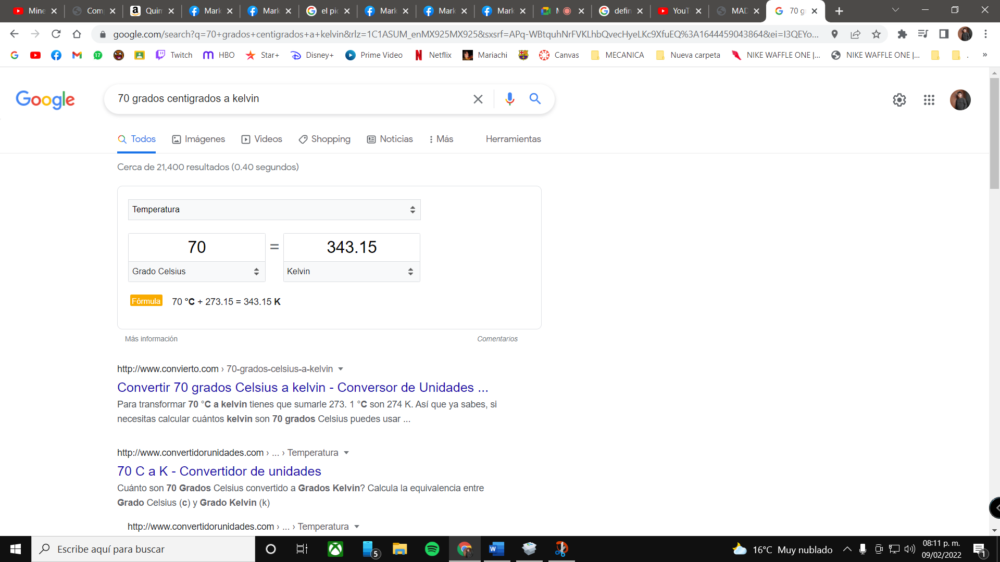 Mine
Com
Quin
Mark
Mark
el pi
Mark
Mark
Mark
defin
YouT
MAD
70 g
google.com/search?q=70+grados+centigrados+a+kelvin&rlz=1C1ASUM_enMX925MX925&sxsrf=APq-WBtquhNrFVKLhbQvecHyeLKc9XfuEQ%3A1644459043864&ei=I3QEYo...
Twitch
HBO
Star+
Disney+
Prime Video
Netflix
Mariachi
Canvas
MECANICA
Nueva carpeta
NIKE WAFFLE ONE |...
NIKE WAFFLE ONE |...
.
»
Google
70 grados centigrados a kelvin
Todos
Imágenes
Videos
Shopping
Noticias
Más
Herramientas
Cerca de 21,400 resultados (0.40 segundos)
Temperatura
70 = 343.15
Grado Celsius
Kelvin
Fórmula 70 °C + 273.15 = 343.15 K
Más información
Comentarios
http://www.convierto.com › 70-grados-celsius-a-kelvin
Convertir 70 grados Celsius a kelvin - Conversor de Unidades ...
Para transformar 70 °C a kelvin tienes que sumarle 273. 1 °C son 274 K. Así que ya sabes, si
necesitas calcular cuántos kelvin son 70 grados Celsius puedes usar ...
http://www.convertidorunidades.com › ... › Temperatura
70 C a K - Convertidor de unidades
Cuánto son 70 Grados Celsius convertido a Grados Kelvin? Calcula la equivalencia entre
Grado Celsius (c) y Grado Kelvin (k)
http://www.convertidorunidades.com › ... › Temperatura
Escribe aquí para buscar
5
16°C Muy nublado
08:11 p. m.
09/02/2022
1